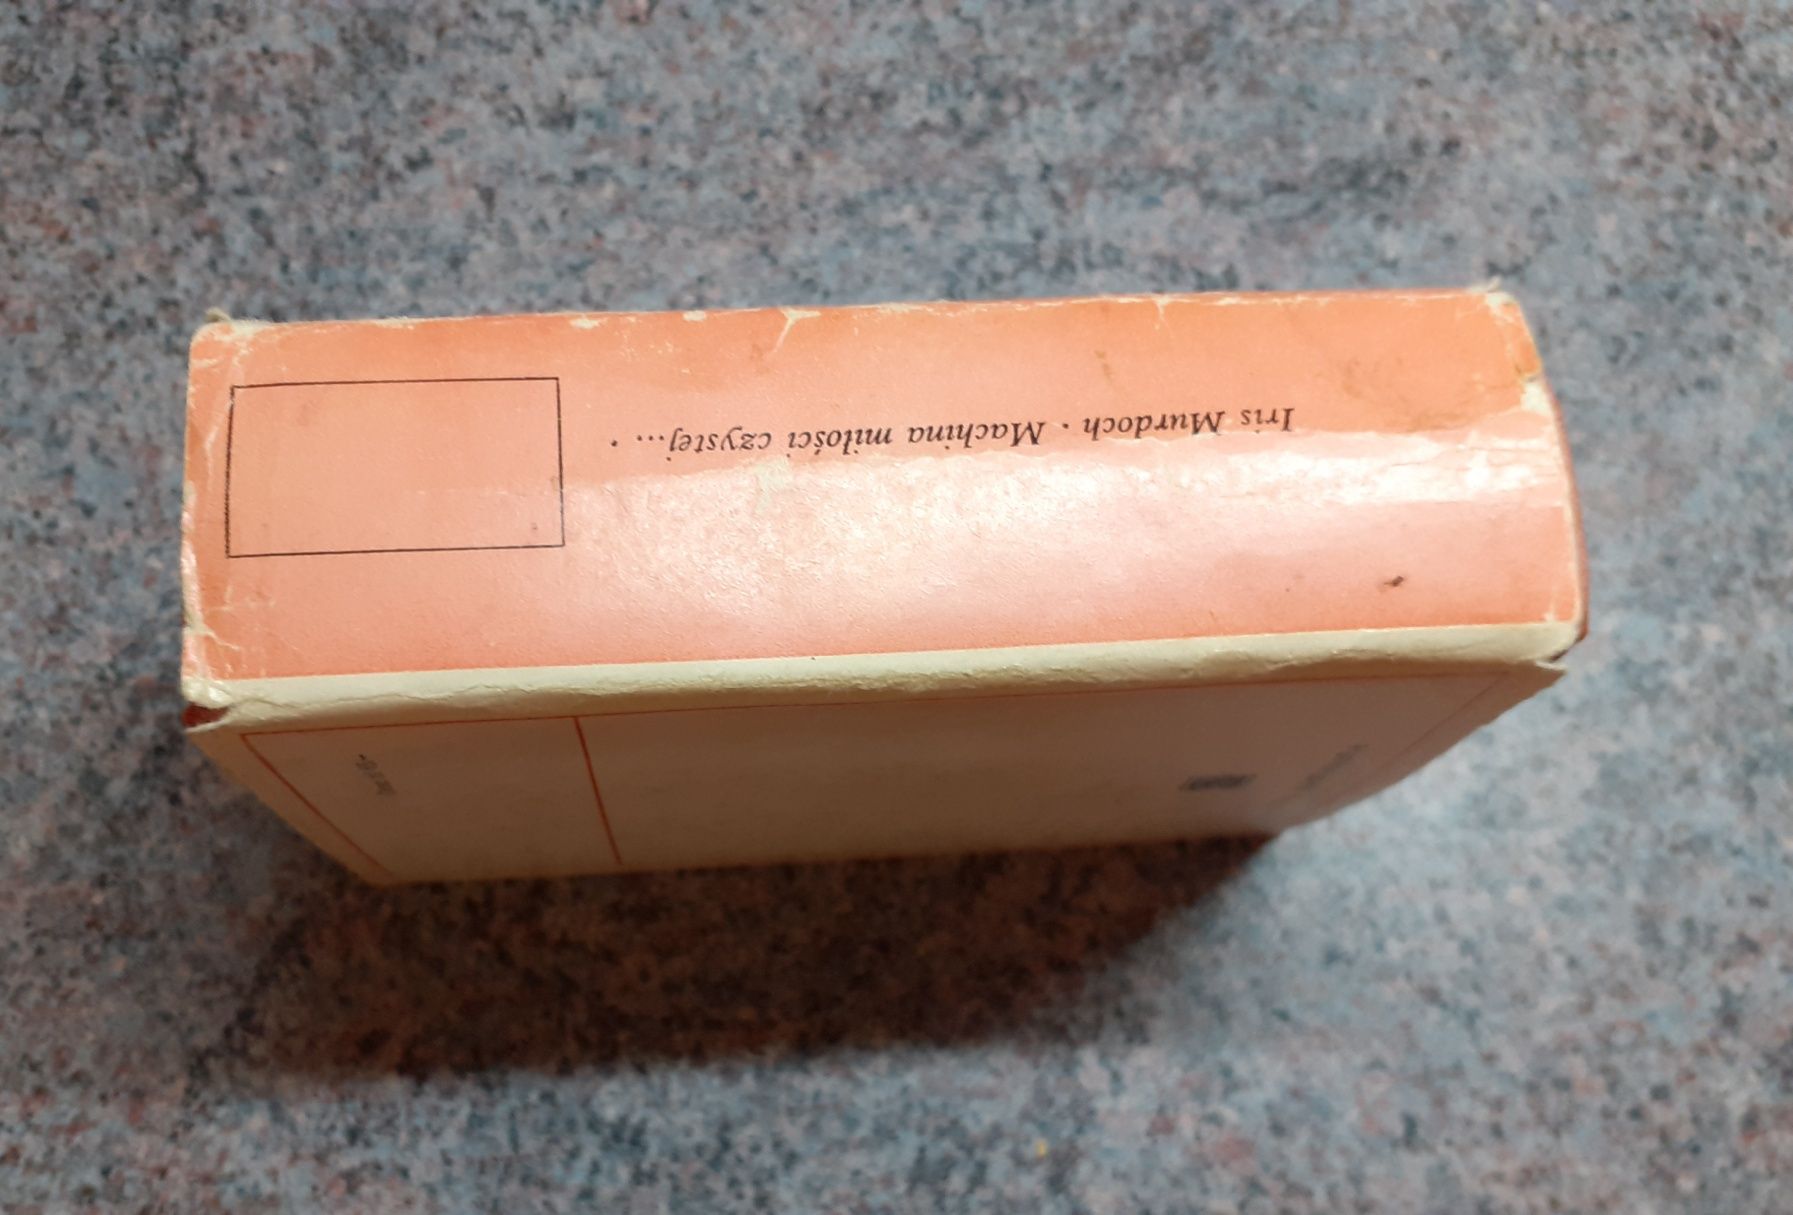 Iris Murdoch · Machina miłości czystej... ·